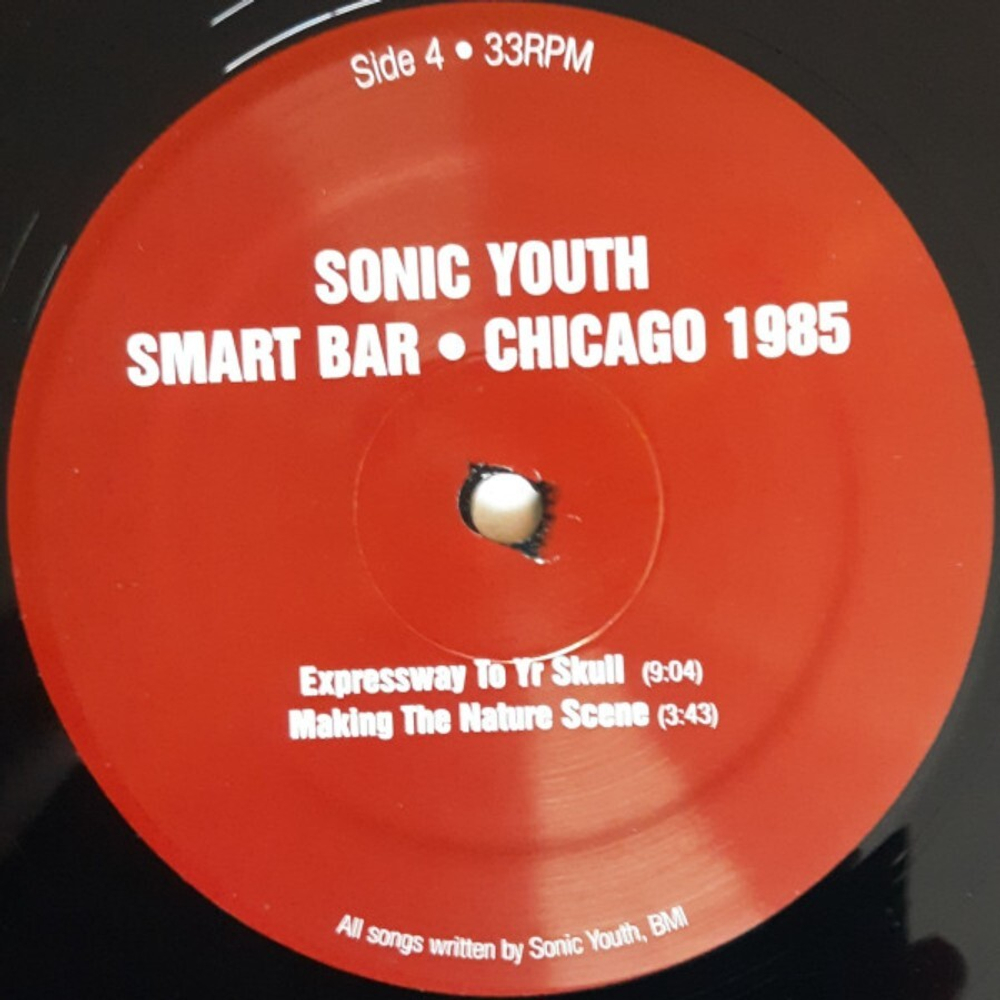 Side 4 • 33RPM
SONIC YOUTH
SMART BAR • CHICAGO 1985
Expressway To Yr Skull (9:04)
Making The Nature Scene (3:43)
All songs written by Sonic Youth, BMI